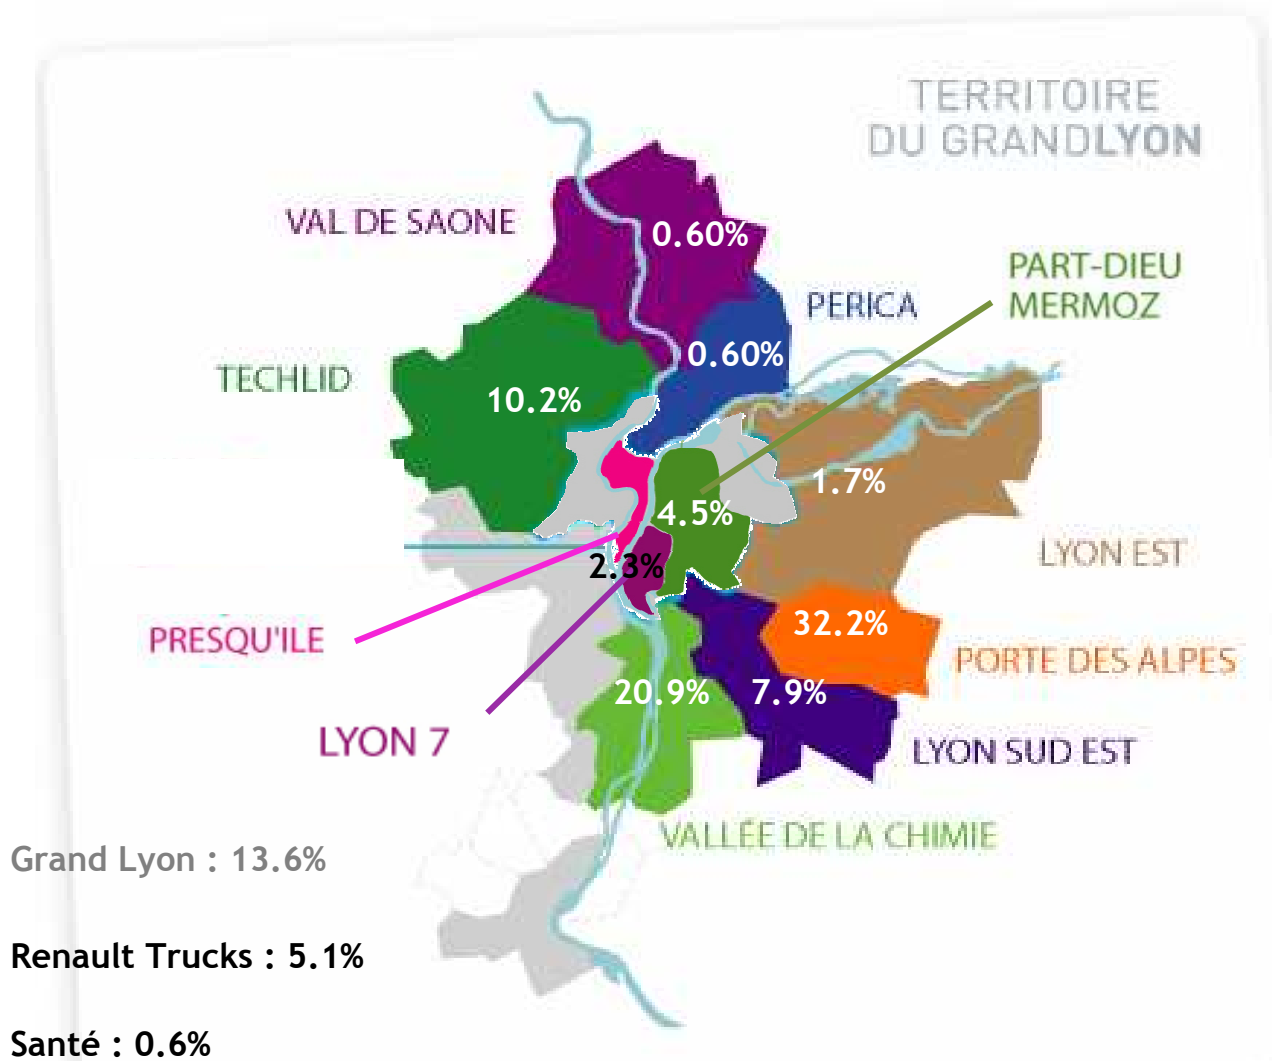 TERRITOIRE
DU GRANDLYON
VAL DE SAONE
0.60%
PART-DIEU
MERMOZ
PERICA
0.60%
TECHLID
10.2%
1.7%
4.5%
LYON EST
2.3%
32.2%
PRESQU'ILE
PORTE DES ALPES
20.9%
7.9%
LYON 7
LYON SUD EST
VALLÉE DE LA CHIMIE
Grand Lyon : 13.6%
Renault Trucks : 5.1%
Santé : 0.6%